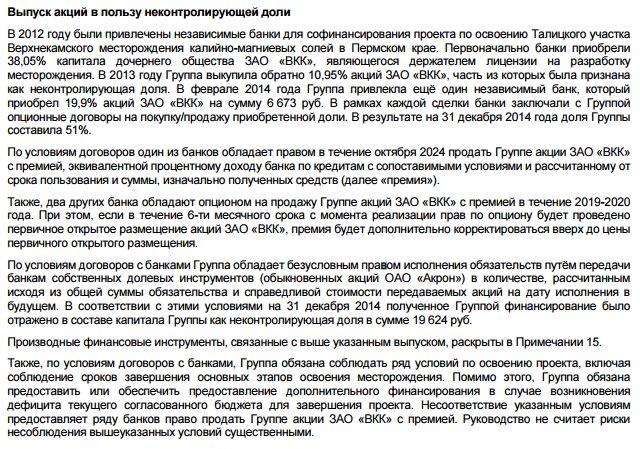 Выпуск акций в пользу неконтролирующей доли
В 2012 году были привлечены независимые банки для софинансирования проекта по освоению Талицкого участка
Верхнекамского месторождения калийно-магниевых солей в Пермском крае. Первоначально банки приобрели
38,05% капитала дочернего общества ЗАО «ВКК», являющегося держателем лицензии на разработку
месторождения. В 2013 году Группа выкупила обратно 10,95% акций ЗАО «ВКК», часть из которых была признана
как неконтролирующая доля. В феврале 2014 года Группа привлекла ещё один независимый банк, который
приобрел 19,9% акций ЗАО «ВКК» на сумму 6 673 руб. В рамках каждой сделки банки заключали с Группой
опционные договоры на покупку/продажу приобретенной доли. В результате на 31 декабря 2014 года доля Группы
составила 51%.
По условиям договоров один из банков обладает правом в течение октября 2024 продать Группе акции ЗАО «ВКК»
с премией, эквивалентной процентному доходу банка по кредитам с сопоставимыми условиями и рассчитанному от
срока пользования и суммы, изначально полученных средств (далее «премия»).
Также, два других банка обладают опционом на продажу Группе акций ЗАО «ВКК» с премией в течение 2019-2020
года. При этом, если в течение 6-ти месячного срока с момента реализации прав по опциону будет проведено
первичное открытое размещение акций ЗАО «ВКК», премия будет дополнительно корректироваться вверх до цены
первичного открытого размещения.
По условиям договоров с банками Группа обладает безусловным правом исполнения обязательств путём передачи
банкам собственных долевых инструментов (обыкновенных акций ОАО «Акрон») в количестве, рассчитанным
исходя из общей суммы обязательства и справедливой стоимости передаваемых акций на дату исполнения в
будущем. В соответствии с этими условиями на 31 декабря 2014 полученное Группой финансирование было
отражено в составе капитала Группы как неконтролирующая доля в сумме 19 624 руб.
Производные финансовые инструменты, связанные с выше указанным выпуском, раскрыты в Примечании 15.
Также, по условиям договоров с банками, Группа обязана соблюдать ряд условий по освоению проекта, включая
соблюдение сроков завершения основных этапов освоения месторождения. Помимо этого, Группа обязана
предоставить или обеспечить предоставление дополнительного финансирования в случае возникновения
дефицита текущего согласованного бюджета для завершения проекта. Несоответствие указанным условиям
предоставляет ряду банков право продать Группе акции ЗАО «ВКК» с премией. Руководство не считает риски
несоблюдения вышеуказанных условий существенными.